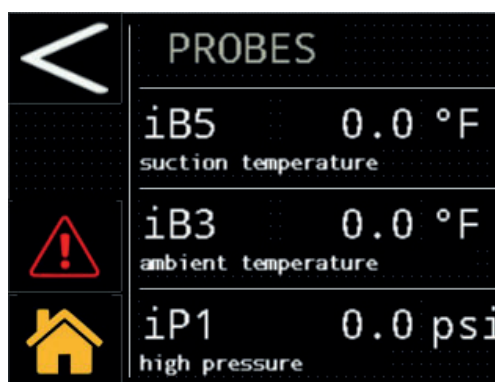 PROBES
iB5 0.0 °F
suction temperature
iB3 0.0 °F
ambient temperature
iP1 0.0 psi
high pressure